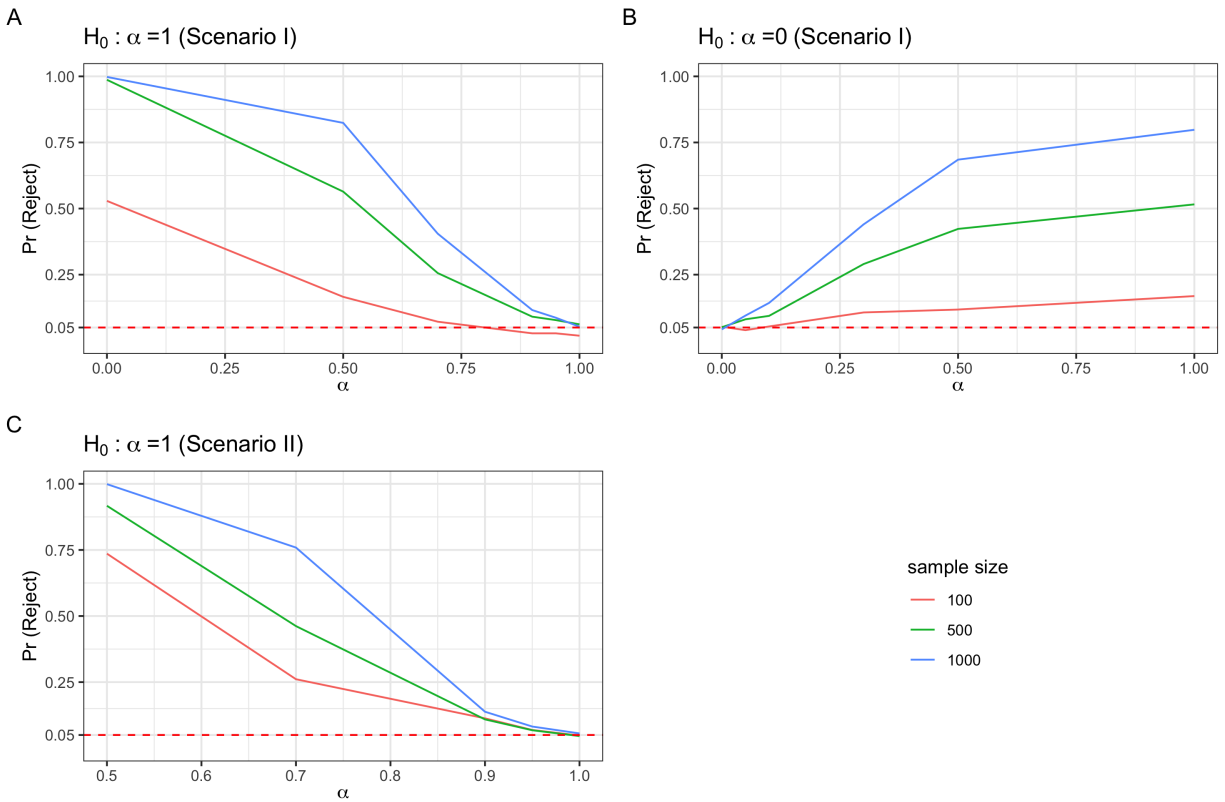 A
H₀ : α =1 (Scenario I)
Pr (Reject)
1.00
0.75
0.50
0.25
0.05
0.00 0.25 0.50 0.75 1.00
α
B
H₀ : α =0 (Scenario I)
Pr (Reject)
1.00
0.75
0.50
0.25
0.05
0.00 0.25 0.50 0.75 1.00
α
C
H₀ : α =1 (Scenario II)
Pr (Reject)
1.00
0.75
0.50
0.25
0.05
0.5 0.6 0.7 0.8 0.9 1.0
α
sample size
100
500
1000